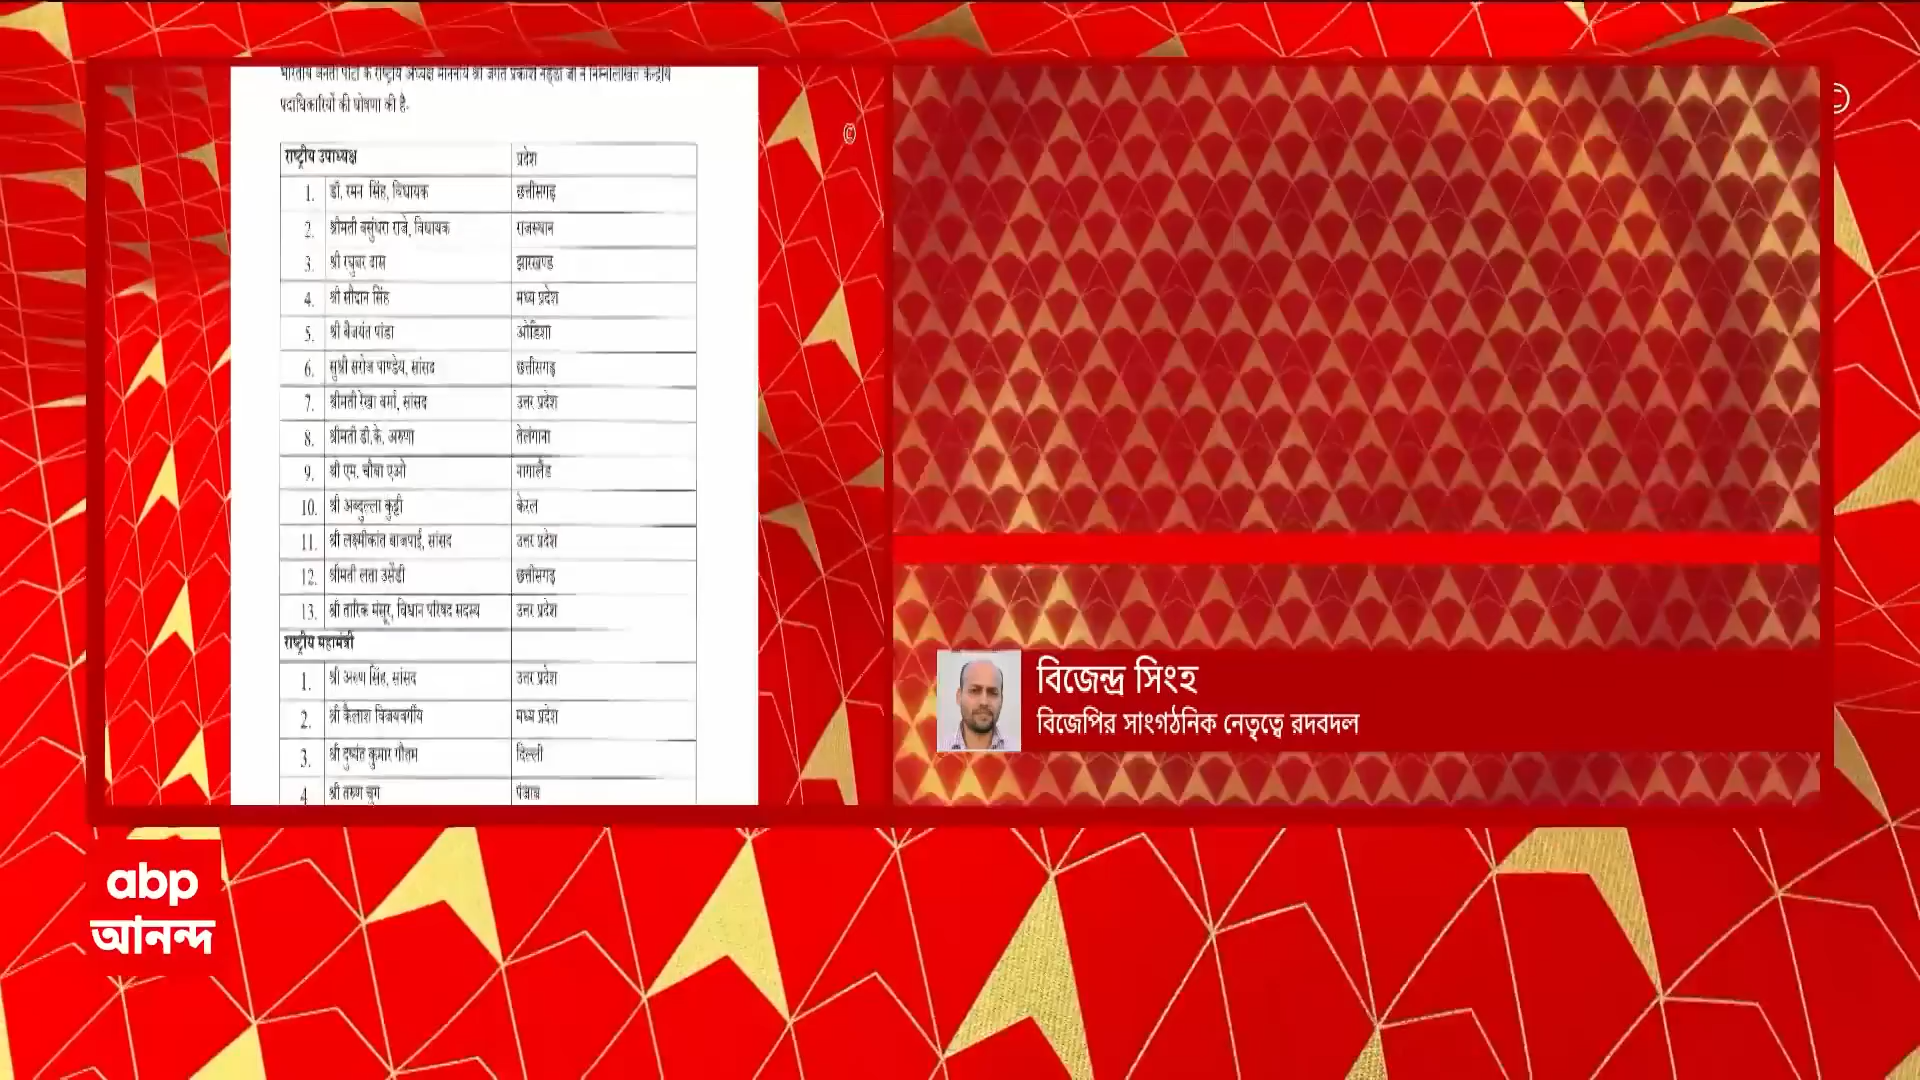 भारतीय जनता पार्टी के राष्ट्रीय अध्यक्ष माननीय श्री जगत प्रकाश नड्डा जी ने निम्नलिखित केन्द्रीय
पदाधिकारियों की घोषणा की है-
राष्ट्रीय उपाध्यक्ष प्रदेश
1. डॉ. रमन सिंह, विधायक छत्तीसगढ़
2. श्रीमती वसुंधरा राजे, विधायक राजस्थान
3. श्री रघुबर दास झारखण्ड
4. श्री सौदान सिंह मध्य प्रदेश
5. श्री बैजयंत पांडा ओडिशा
6. सुश्री सरोज पाण्डेय, सांसद छत्तीसगढ़
7. श्रीमती रेखा वर्मा, सांसद उत्तर प्रदेश
8. श्रीमती डी.के. अरुणा तेलंगाना
9. श्री एम. चौबा एओ नागालैंड
10. श्री अब्दुल्ला कुट्टी केरल
11. श्री लक्ष्मीकांत बाजपाई, सांसद उत्तर प्रदेश
12. श्रीमती लता उसेंडी छत्तीसगढ़
13. श्री तारिक मंसूर, विधान परिषद सदस्य उत्तर प्रदेश
राष्ट्रीय महामंत्री
1. श्री अरुण सिंह, सांसद उत्तर प्रदेश
2. श्री कैलाश विजयवर्गीय मध्य प्रदेश
3. श्री दुष्यंत कुमार गौतम दिल्ली
4 श्री तरुण चुग पंजाब
©
©
বিজেন্দ্র সিংহ
বিজেপির সাংগঠনিক নেতৃত্বে রদবদল
abp
আনন্দ